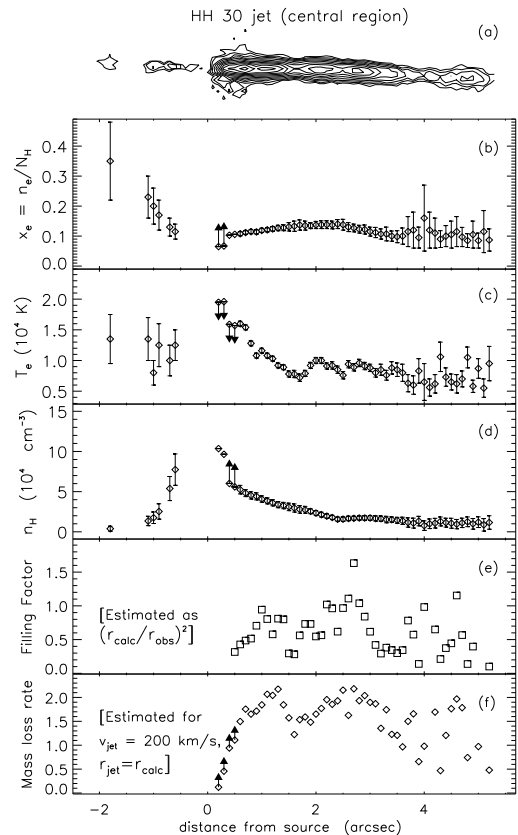 HH 30 jet (central region)
(a)
(b)
x_e = n_e/N_H
0.4
0.3
0.2
0.1
0.0
(c)
T_e (10^4 K)
2.0
1.5
1.0
0.5
(d)
n_H (10^4 cm^-3)
15
10
5
0
(e)
Filling Factor
1.5
1.0
0.5
0.0
[Estimated as
(r_calc/r_obs)^2]
(f)
Mass loss rate
2.0
1.5
1.0
0.5
0.0
[Estimated for
v_jet = 200 km/s,
r_jet=r_calc]
-2 0 2 4
distance from source (arcsec)